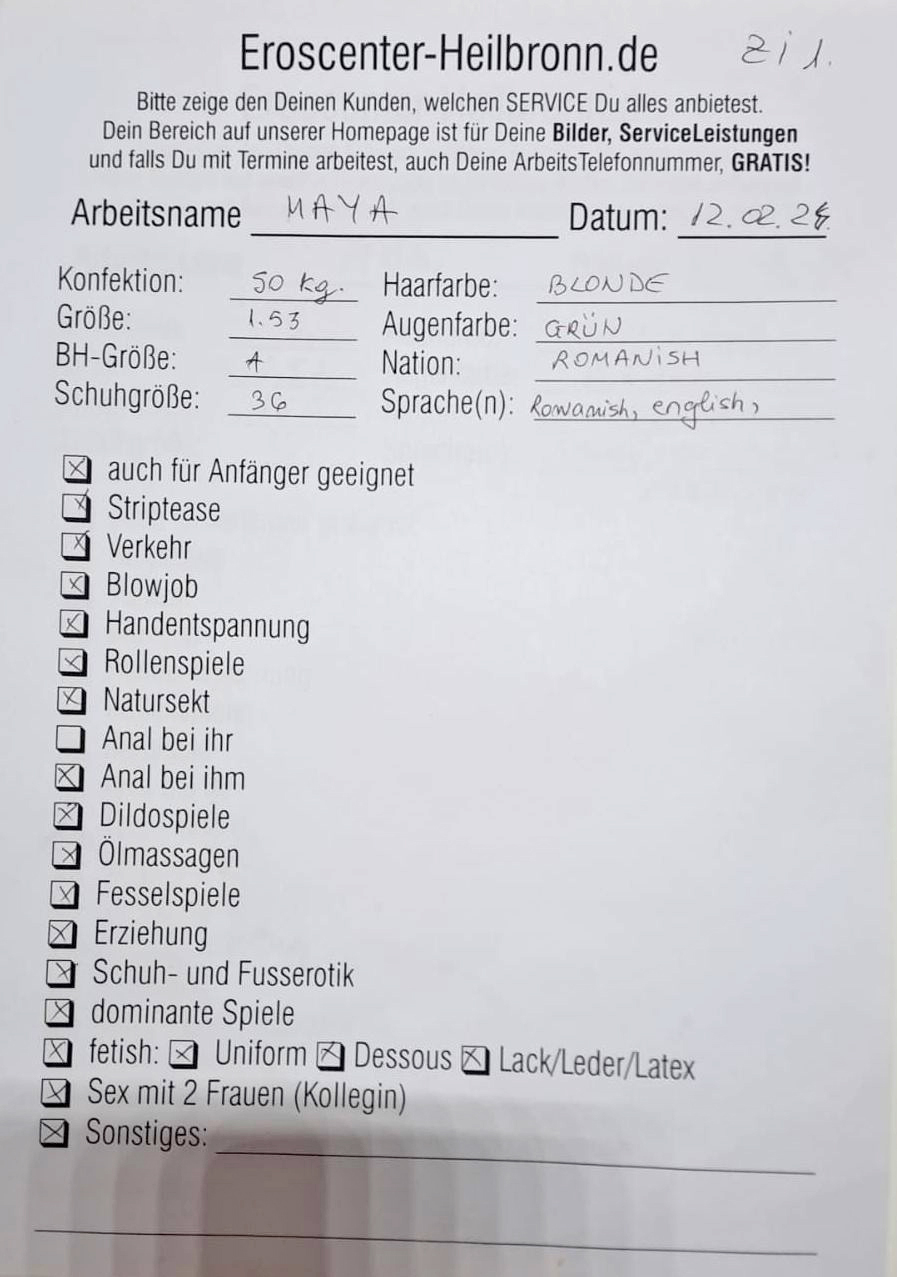 Eroscenter-Heilbronn.de Zi 1.
Bitte zeige den Deinen Kunden, welchen SERVICE Du alles anbietest.
Dein Bereich auf unserer Homepage ist für Deine Bilder, ServiceLeistungen
und falls Du mit Termine arbeitest, auch Deine ArbeitsTelefonnummer, GRATIS!
Arbeitsname MAYA Datum: 12.02.
Konfektion: 50 kg. Haarfarbe: BLONDE
Größe: 1.53 Augenfarbe: GRÜN
BH-Größe: A Nation: ROMANISH
Schuhgröße: 36 Sprache(n): Romanish, english,
auch für Anfänger geeignet
Striptease
Verkehr
Blowjob
Handentspannung
Rollenspiele
Natursekt
Anal bei ihr
Anal bei ihm
Dildospiele
Ölmassagen
Fesselspiele
Erziehung
Schuh- und Fusserotik
dominante Spiele
fetish: Uniform Dessous Lack/Leder/Latex
Sex mit 2 Frauen (Kollegin)
Sonstiges: